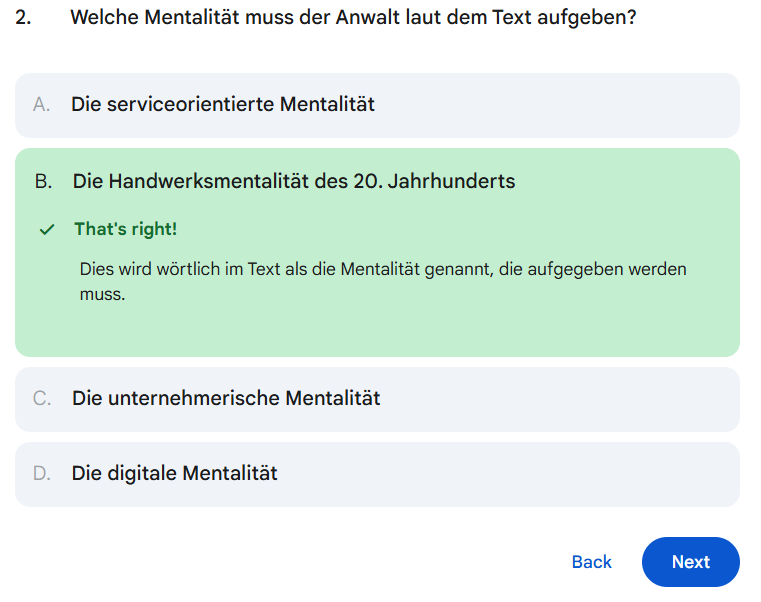 2. Welche Mentalität muss der Anwalt laut dem Text aufgeben?
A. Die serviceorientierte Mentalität
B. Die Handwerksmentalität des 20. Jahrhunderts
That's right!
Dies wird wörtlich im Text als die Mentalität genannt, die aufgegeben werden
muss.
C. Die unternehmerische Mentalität
D. Die digitale Mentalität
Back Next